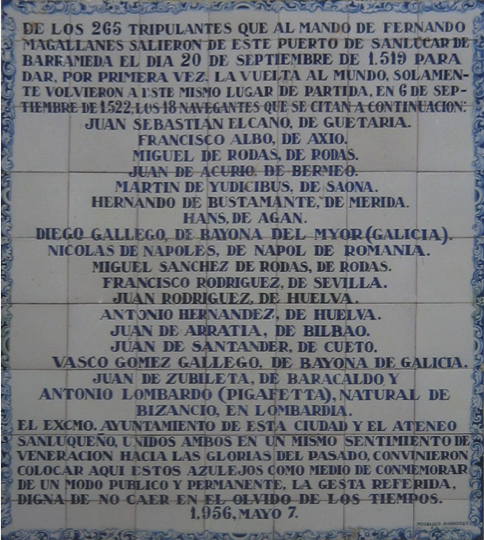 DE LOS 265 TRIPULANTES QUE AL MANDO DE FERNANDO
MAGALLANES SALIERON DE ESTE PUERTO DE SANLUCAR DE
BARRAMEDA EL DIA 20 DE SEPTIEMBRE DE 1.519 PARA
DAR, POR PRIMERA VEZ, LA VUELTA AL MUNDO, SOLAMEN-
TE VOLVIERON A ESTE MISMO LUGAR DE PARTIDA, EN 6 DE SEP-
TIEMBRE DE 1.522, LOS 18 NAVEGANTES QUE SE CITAN A CONTINUACION:
JUAN SEBASTIAN ELCANO, DE GUETARIA.
FRANCISCO ALBO, DE AXIO.
MIGUEL DE RODAS, DE RODAS.
JUAN DE ACURIO, DE BERMEO.
MARTIN DE YUDICIBUS, DE SAONA.
HERNANDO DE BUSTAMANTE, DE MERIDA.
HANS, DE AGAN.
DIEGO GALLEGO, DE BAYONA DEL MYOR (GALICIA).
NICOLAS DE NAPOLES, DE NAPOL DE ROMANIA.
MIGUEL SANCHEZ DE RODAS, DE RODAS.
FRANCISCO RODRIGUEZ, DE SEVILLA.
JUAN RODRIGUEZ, DE HUELVA.
ANTONIO HERNANDEZ, DE HUELVA.
JUAN DE ARRATIA, DE BILBAO.
JUAN DE SANTANDER, DE CUETO.
VASCO GOMEZ GALLEGO, DE BAYONA DE GALICIA.
JUAN DE ZUBILETA, DE BARACALDO Y
ANTONIO LOMBARDO (PIGAFETTA), NATURAL DE
BIZANCIO, EN LOMBARDIA.
EL EXCMO. AYUNTAMIENTO DE ESTA CIUDAD Y EL ATENEO
SANLUQUEÑO, UNIDOS AMBOS EN UN MISMO SENTIMIENTO DE
VENERACION HACIA LAS GLORIAS DEL PASADO, CONVINIERON
COLOCAR AQUI ESTOS AZULEJOS COMO MEDIO DE CONMEMORAR
DE UN MODO PUBLICO Y PERMANENTE, LA GESTA REFERIDA,
DIGNA DE NO CAER EN EL OLVIDO DE LOS TIEMPOS.
1,956, MAYO 7.